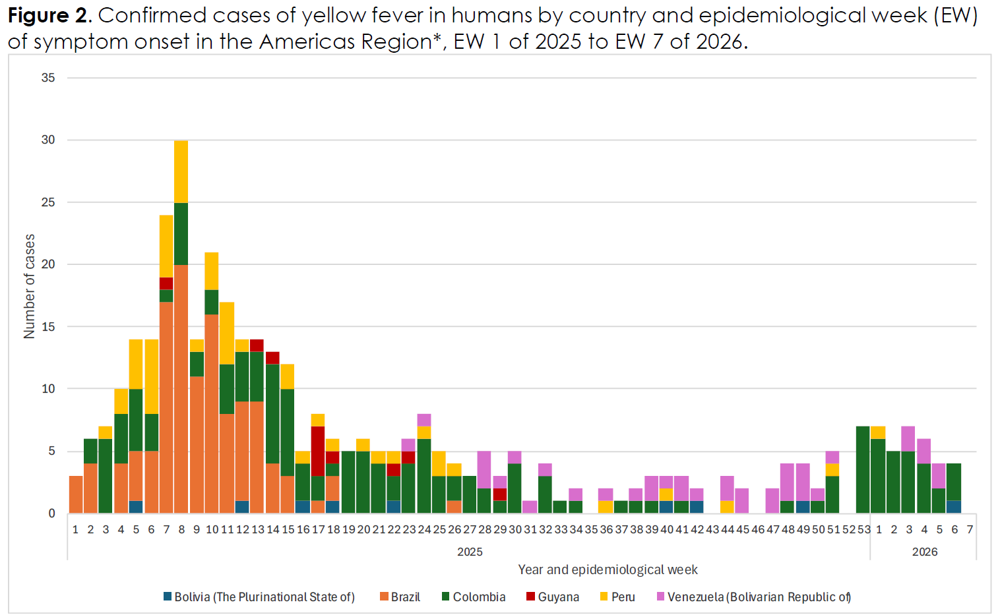 Figure 2. Confirmed cases of yellow fever in humans by country and epidemiological week (EW)
of symptom onset in the Americas Region*, EW 1 of 2025 to EW 7 of 2026.
35
30
25
20
15
10
5
0
Number of cases
1 2 3 4 5 6 7 8 9 10 11 12 13 14 15 16 17 18 19 20 21 22 23 24 25 26 27 28 29 30 31 32 33 34 35 36 37 38 39 40 41 42 43 44 45 46 47 48 49 50 51 52 53 1 2 3 4 5 6 7
2025 2026
Year and epidemiological week
Bolivia (The Plurinational State of) Brazil Colombia Guyana Peru Venezuela (Bolivarian Republic of)